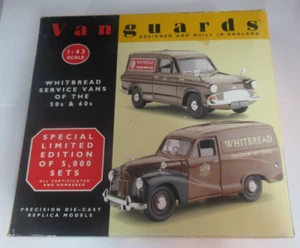 Vanguards
DESIGNED AND BUILT IN ENGLAND
1:43
SCALE
WHITBREAD
SERVICE VANS
OF THE
50s & 60s
SPECIAL
LIMITED
EDITION
OF 5,000
SETS
ALL CERTIFICATED
AND NUMBERED
PRECISION DIE-CAST
REPLICA MODELS
WHITBREAD